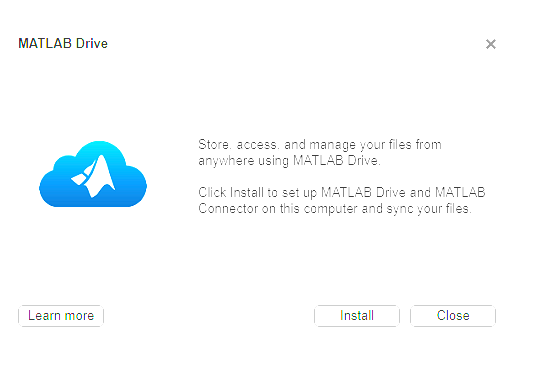 MATLAB Drive
Store, access, and manage your files from
anywhere using MATLAB Drive.
Click Install to set up MATLAB Drive and MATLAB
Connector on this computer and sync your files.
Learn more
Install
Close